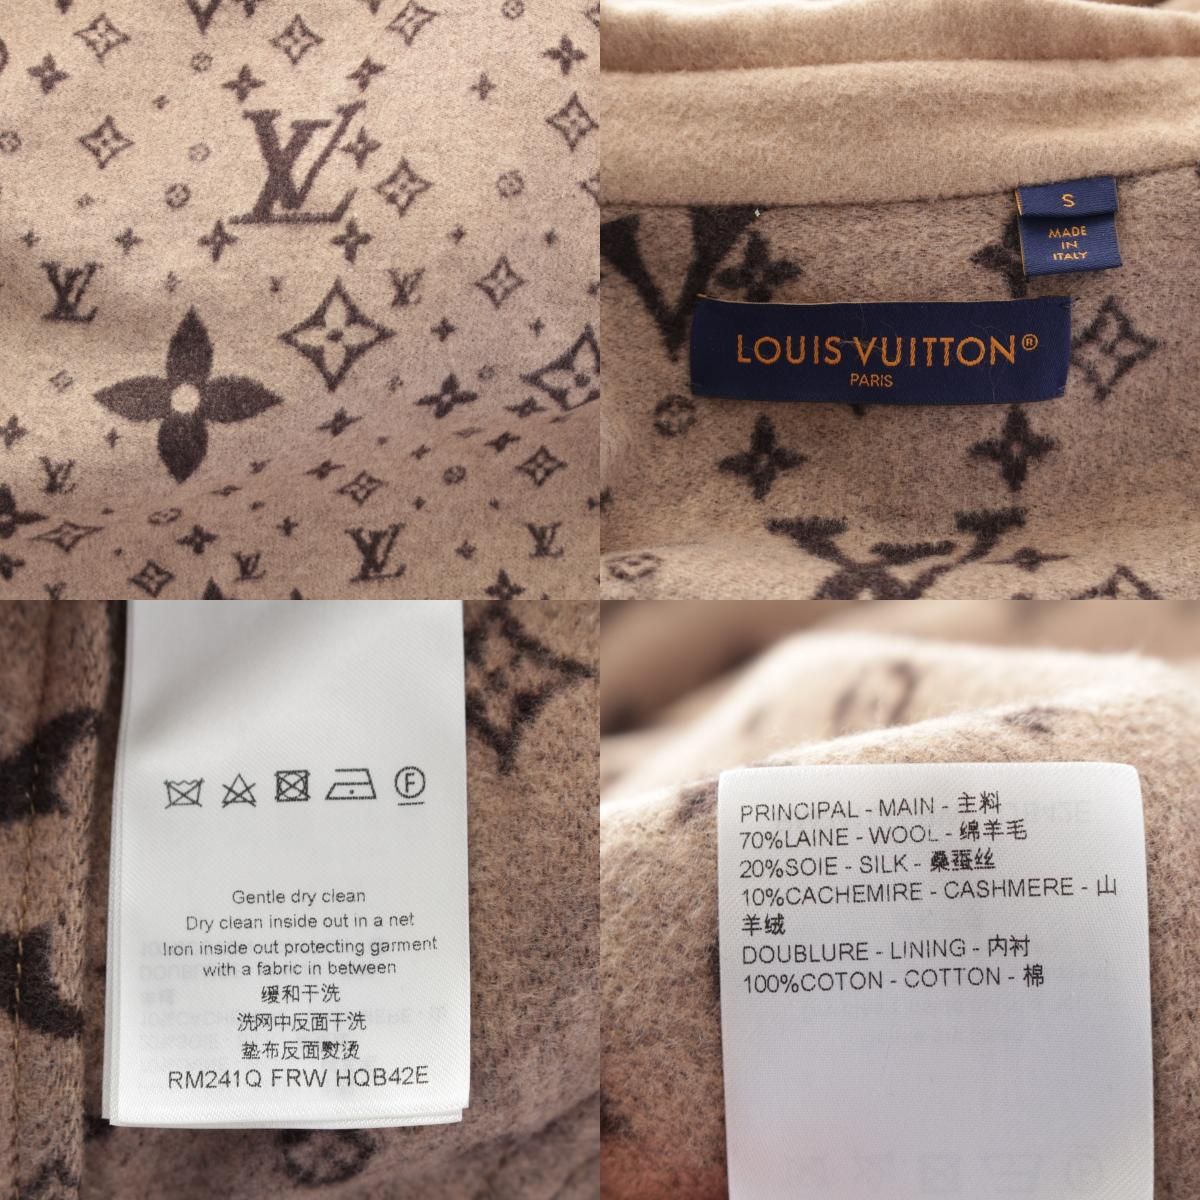 S
MADE
IN
ITALY
LOUIS VUITTON®
PARIS
F
Gentle dry clean
Dry clean inside out in a net
Iron inside out protecting garment
with a fabric in between
缓和干洗
洗网中反面干洗
垫布反面熨烫
RM241Q FRW HQB42E
PRINCIPAL - MAIN - 主料
70%LAINE - WOOL - 绵羊毛
20%SOIE - SILK - 桑蚕丝
10%CACHEMIRE - CASHMERE - 山
羊绒
DOUBLURE - LINING - 内衬
100%COTON - COTTON - 棉